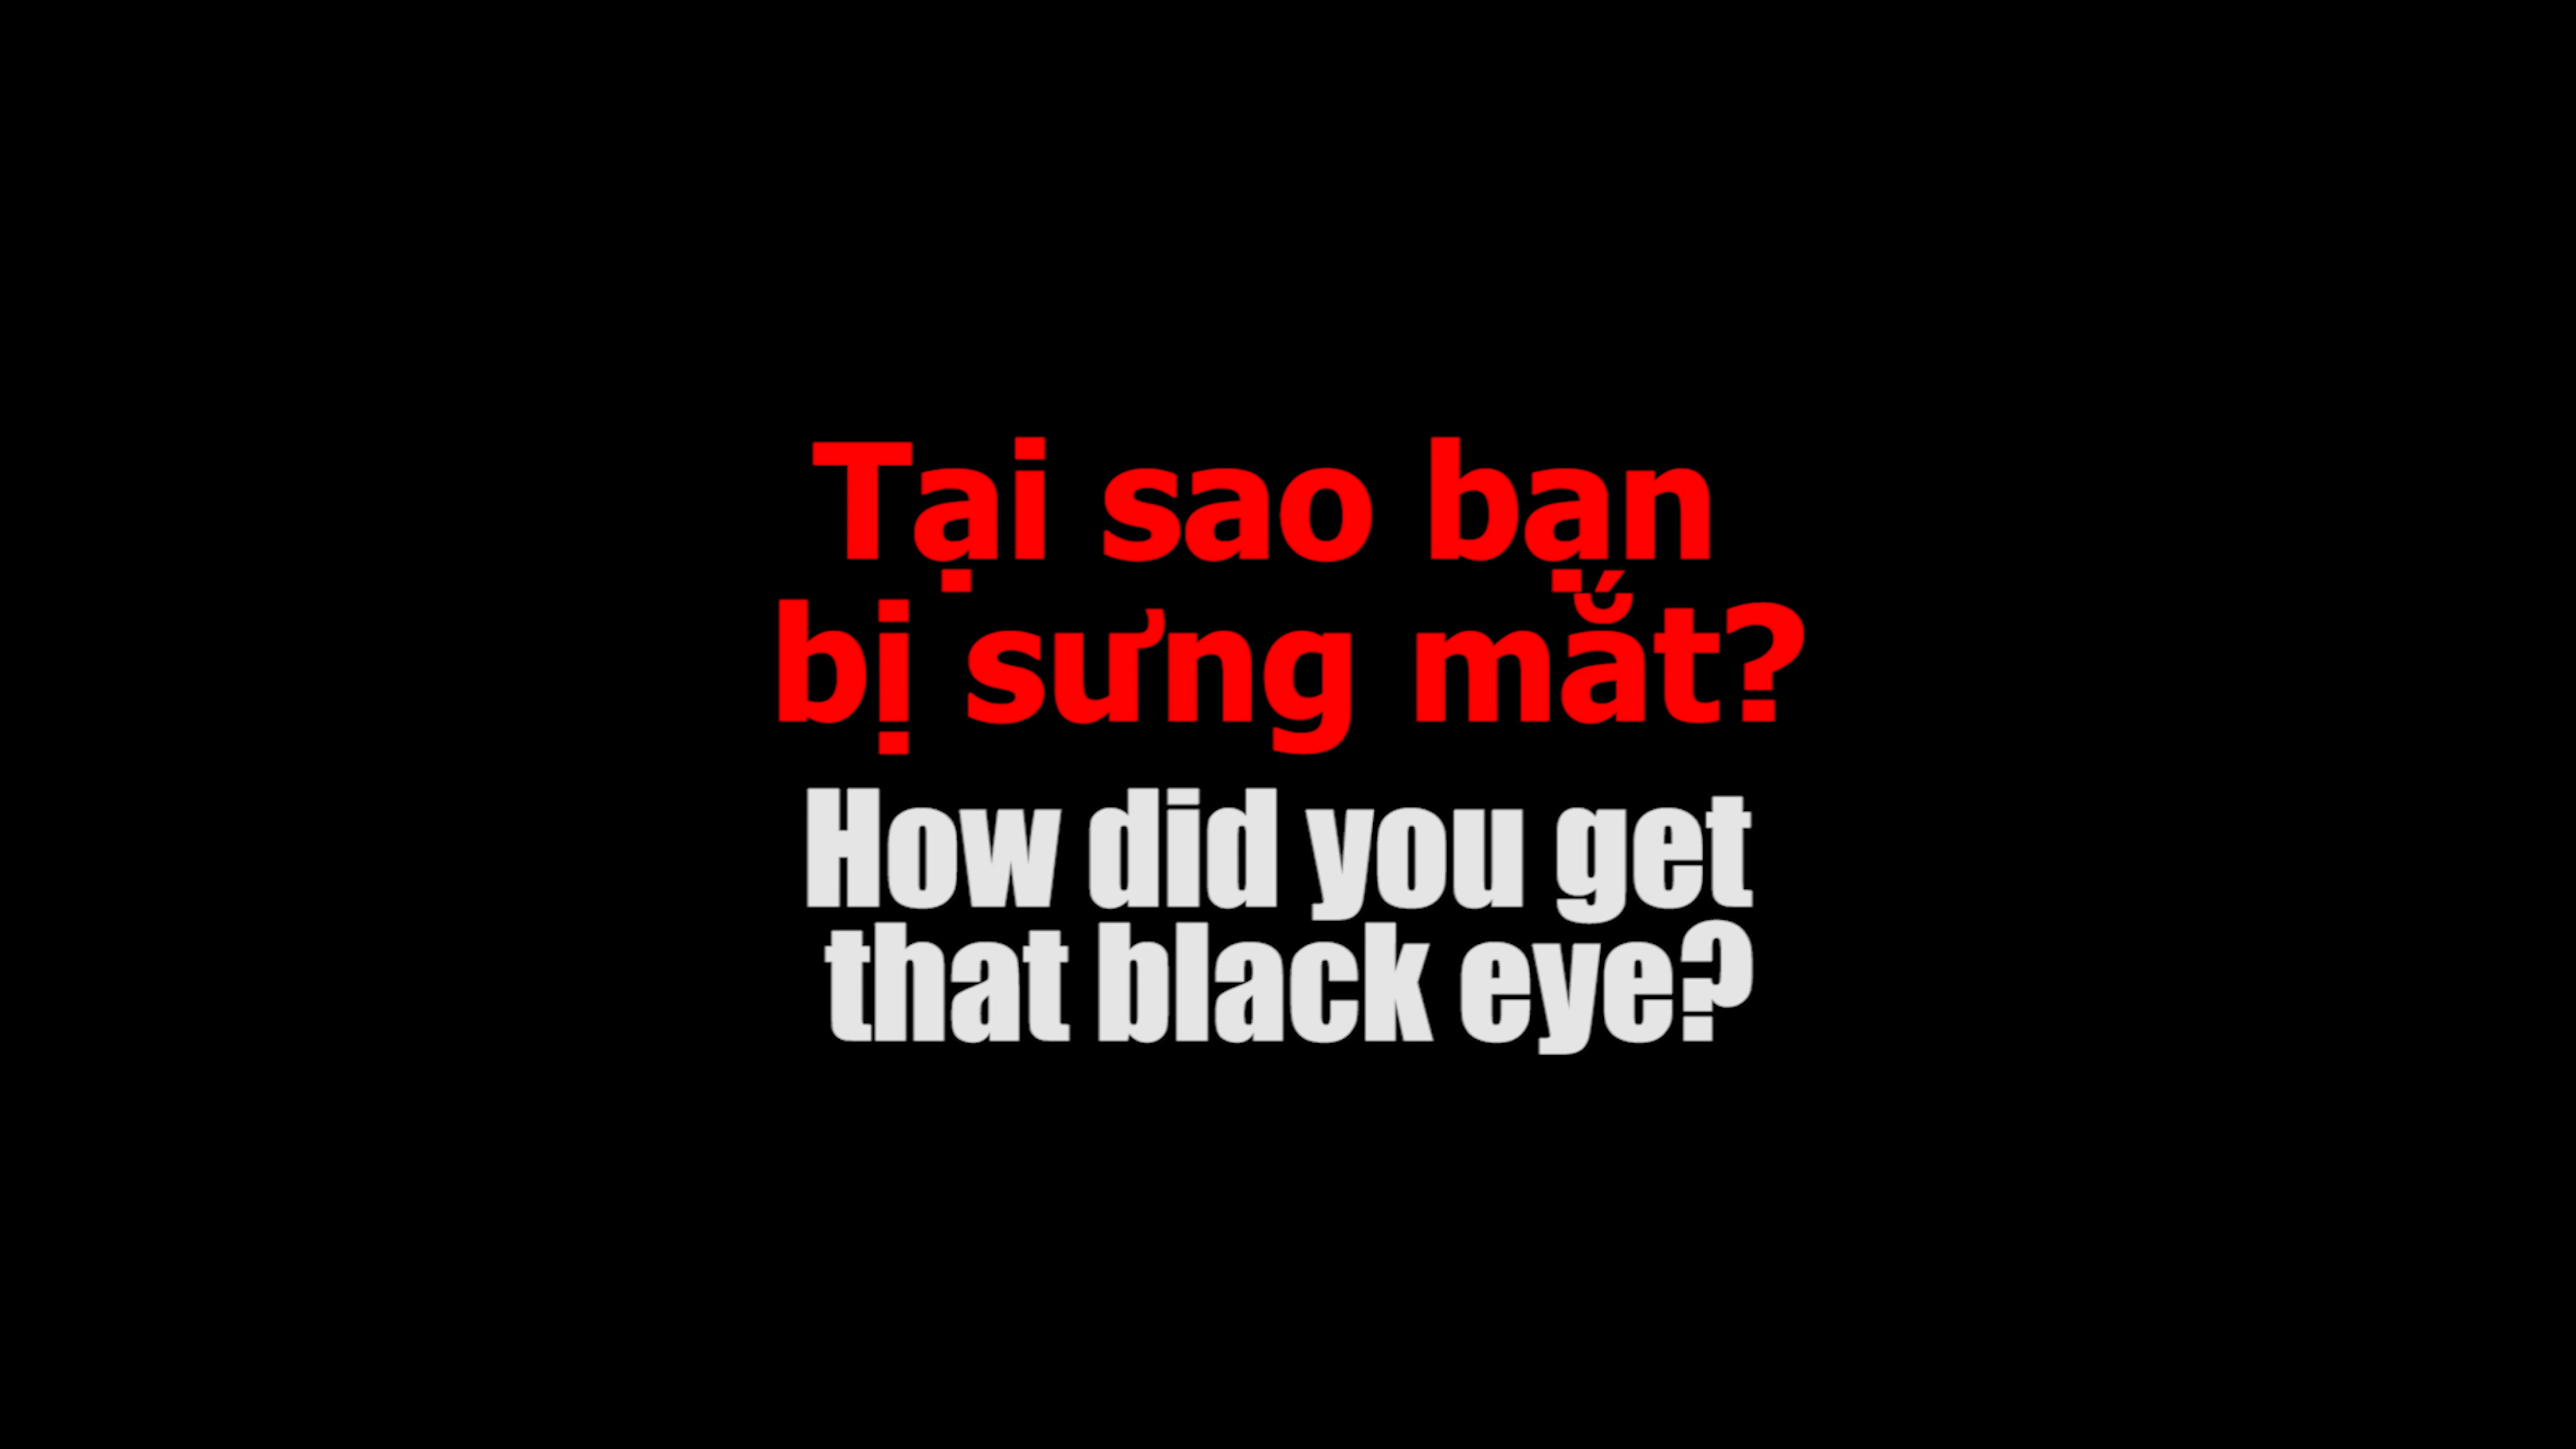 Tại sao bạn
bị sưng mắt?
How did you get
that black eye?